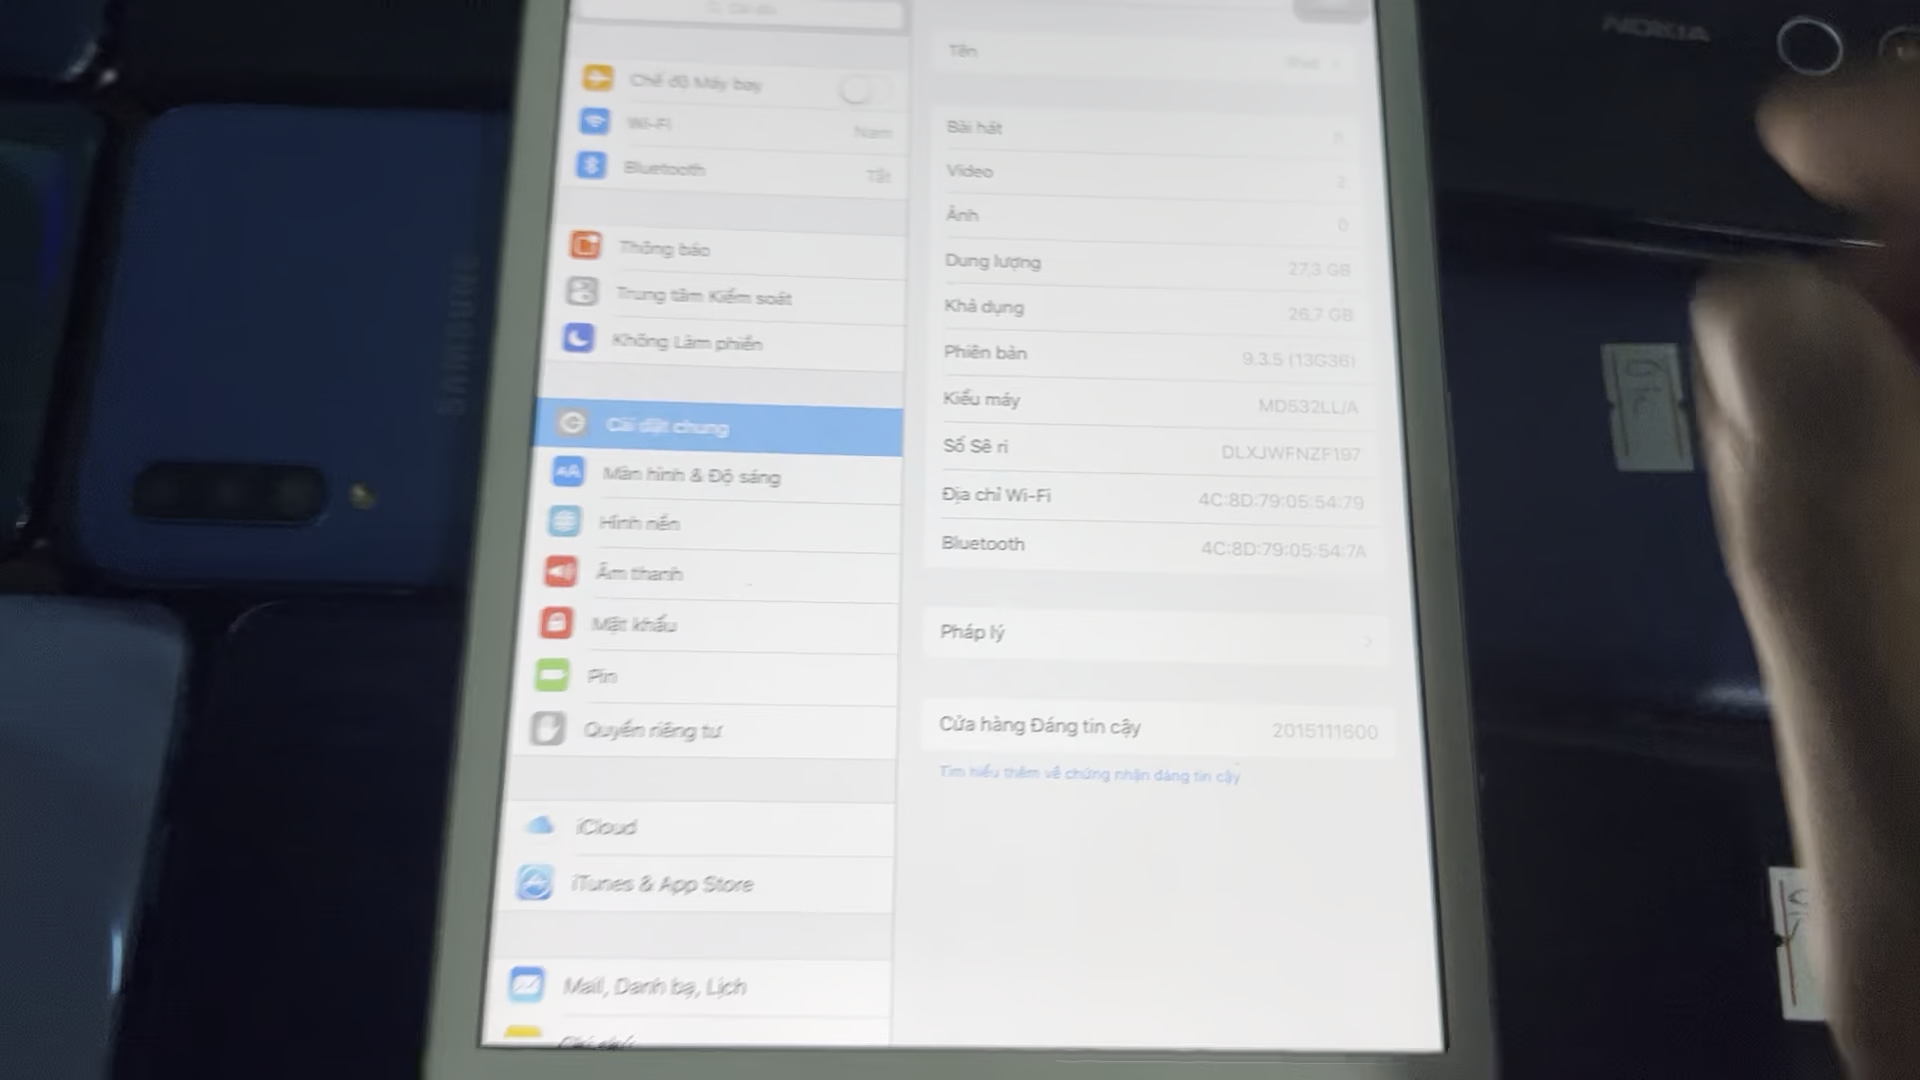 Cài đặt
Chế độ Máy bay
Wi-Fi
Nam
Bluetooth
Tắt
Thông báo
Trung tâm Kiểm soát
Không Làm phiền
Cài đặt chung
Màn hình & Độ sáng
Hình nền
Âm thanh
Mật khẩu
Pin
Quyền riêng tư
iCloud
iTunes & App Store
Mail, Danh bạ, Lịch
Tên
iPad
Bài hát
Video
Ảnh
0
Dung lượng
27,3 GB
Khả dụng
26,7 GB
Phiên bản
9.3.5 (13G36)
Kiểu máy
MD532LL/A
Số Sê ri
DLXJWFNZF197
Địa chỉ Wi-Fi
4C:8D:79:05:54:79
Bluetooth
4C:8D:79:05:54:7A
Pháp lý
Cửa hàng Đáng tin cậy
2015111600
Tìm hiểu thêm về chứng nhận đáng tin cậy
SAMSUNG
NOKIA